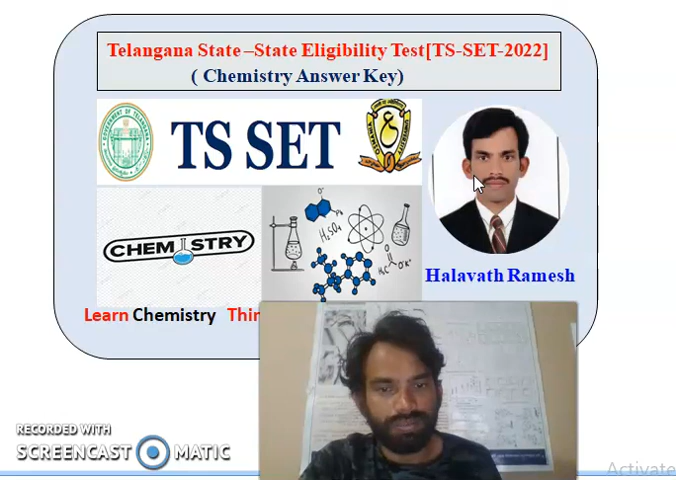 Telangana State –State Eligibility Test[TS-SET-2022]
( Chemistry Answer Key)
TS SET
CHEMISTRY
H₂SO₄
Halavath Ramesh
Learn Chemistry Thin
RECORDED WITH
SCREENCAST MATIC
Activate